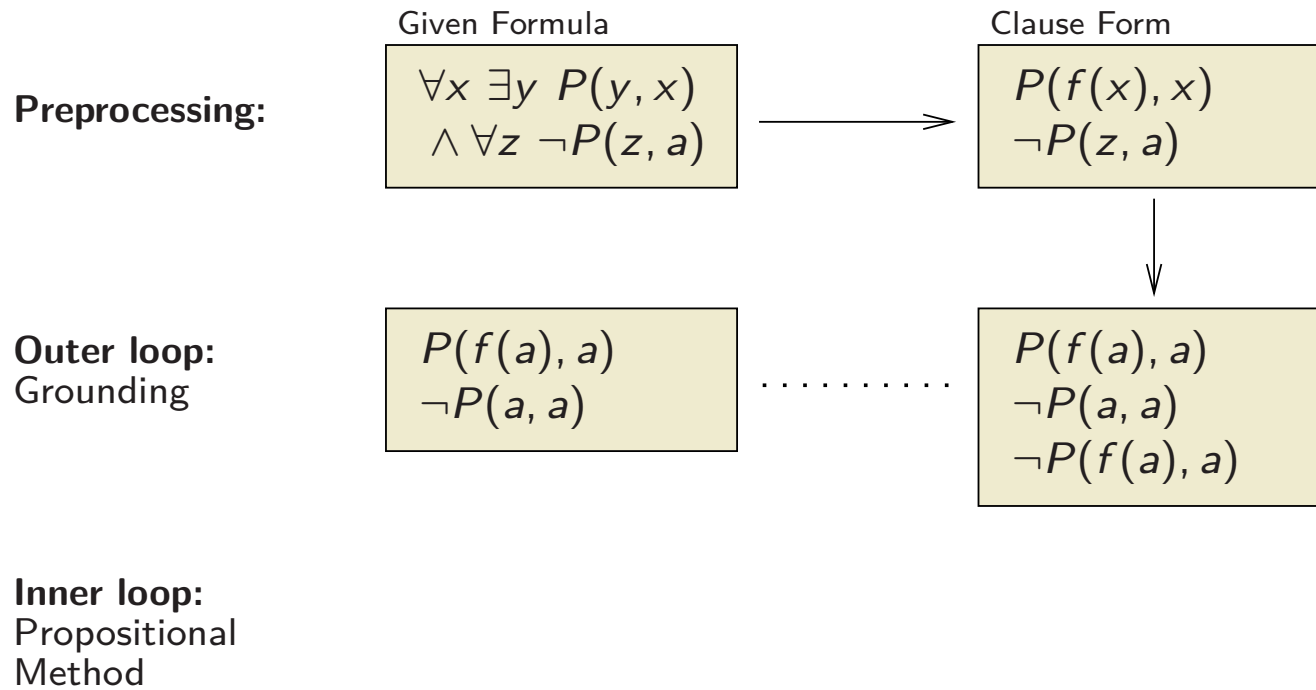 Given Formula
Clause Form
Preprocessing:
∀x ∃y P(y, x)
∧ ∀z ¬P(z, a)
P(f(x), x)
¬P(z, a)
Outer loop:
Grounding
P(f(a), a)
¬P(a, a)
. . . . . . . . . .
P(f(a), a)
¬P(a, a)
¬P(f(a), a)
Inner loop:
Propositional
Method